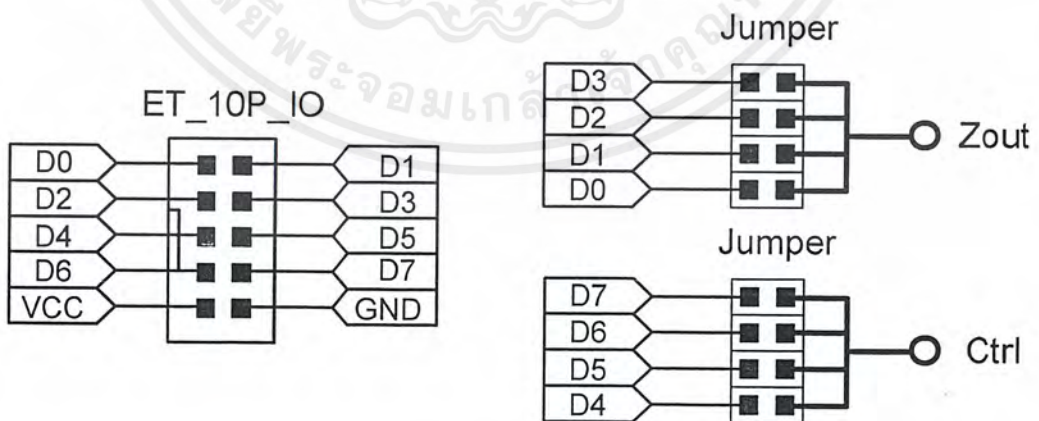 ET_10P_IO
D0 D1
D2 D3
D4 D5
D6 D7
VCC GND
Jumper
D3
D2
D1
D0
Zout
Jumper
D7
D6
D5
D4
Ctrl